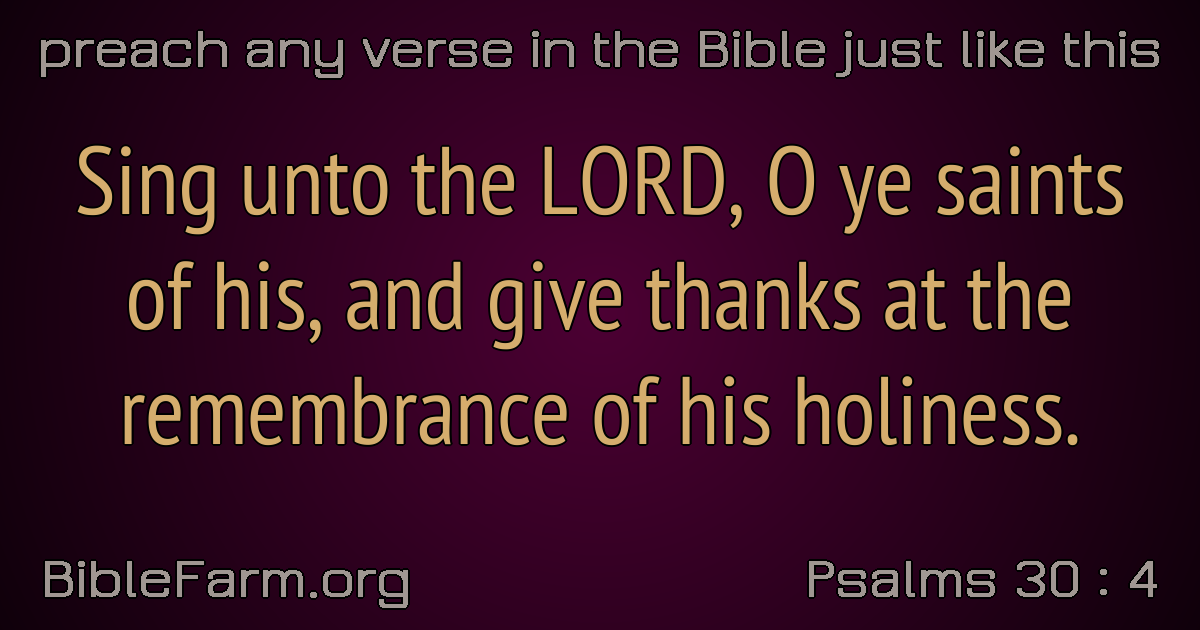 preach any verse in the Bible just like this
Sing unto the LORD, O ye saints
of his, and give thanks at the
remembrance of his holiness.
BibleFarm.org
Psalms 30 : 4